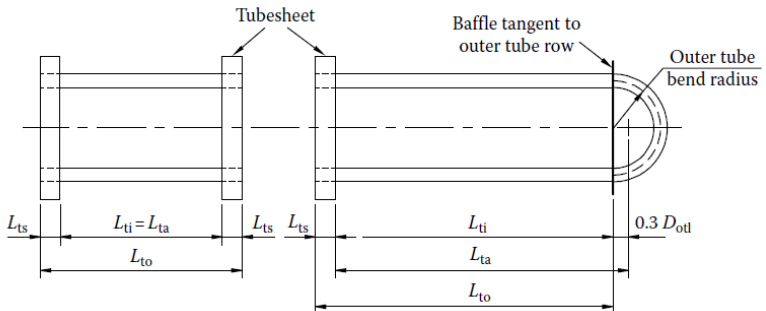 Tubesheet
Baffle tangent to
outer tube row
Outer tube
bend radius
Lts
Lti = Lta
Lts
Lts
Lti
0.3 Dotl
Lto
Lta
Lto